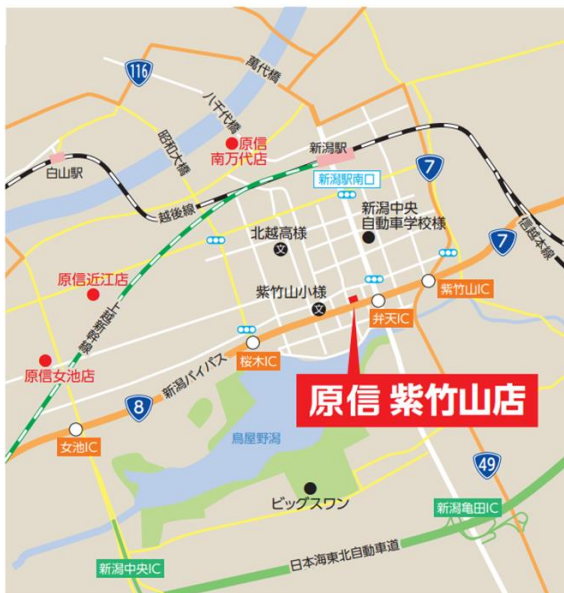 116
萬代橋
八千代橋
昭和大橋
原信
南万代店
新潟駅
白山駅
新潟駅南口
7
越後線
新潟中央
自動車学校様
北越高様
文
7
信越本線
原信近江店
紫竹山小様
文
紫竹山IC
弁天IC
上越新幹線
原信女池店
桜木IC
新潟バイパス
8
原信 紫竹山店
女池IC
鳥屋野潟
49
ビッグスワン
新潟亀田IC
日本海東北自動車道
新潟中央IC